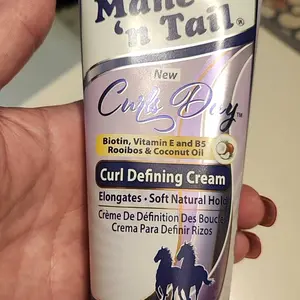 Mane
'n Tail®
New
Curls Day™
Biotin, Vitamin E and B5
Rooibos & Coconut Oil
Curl Defining Cream
Elongates • Soft Natural Hold
Crème De Définition Des Boucles
Crema Para Definir Rizos